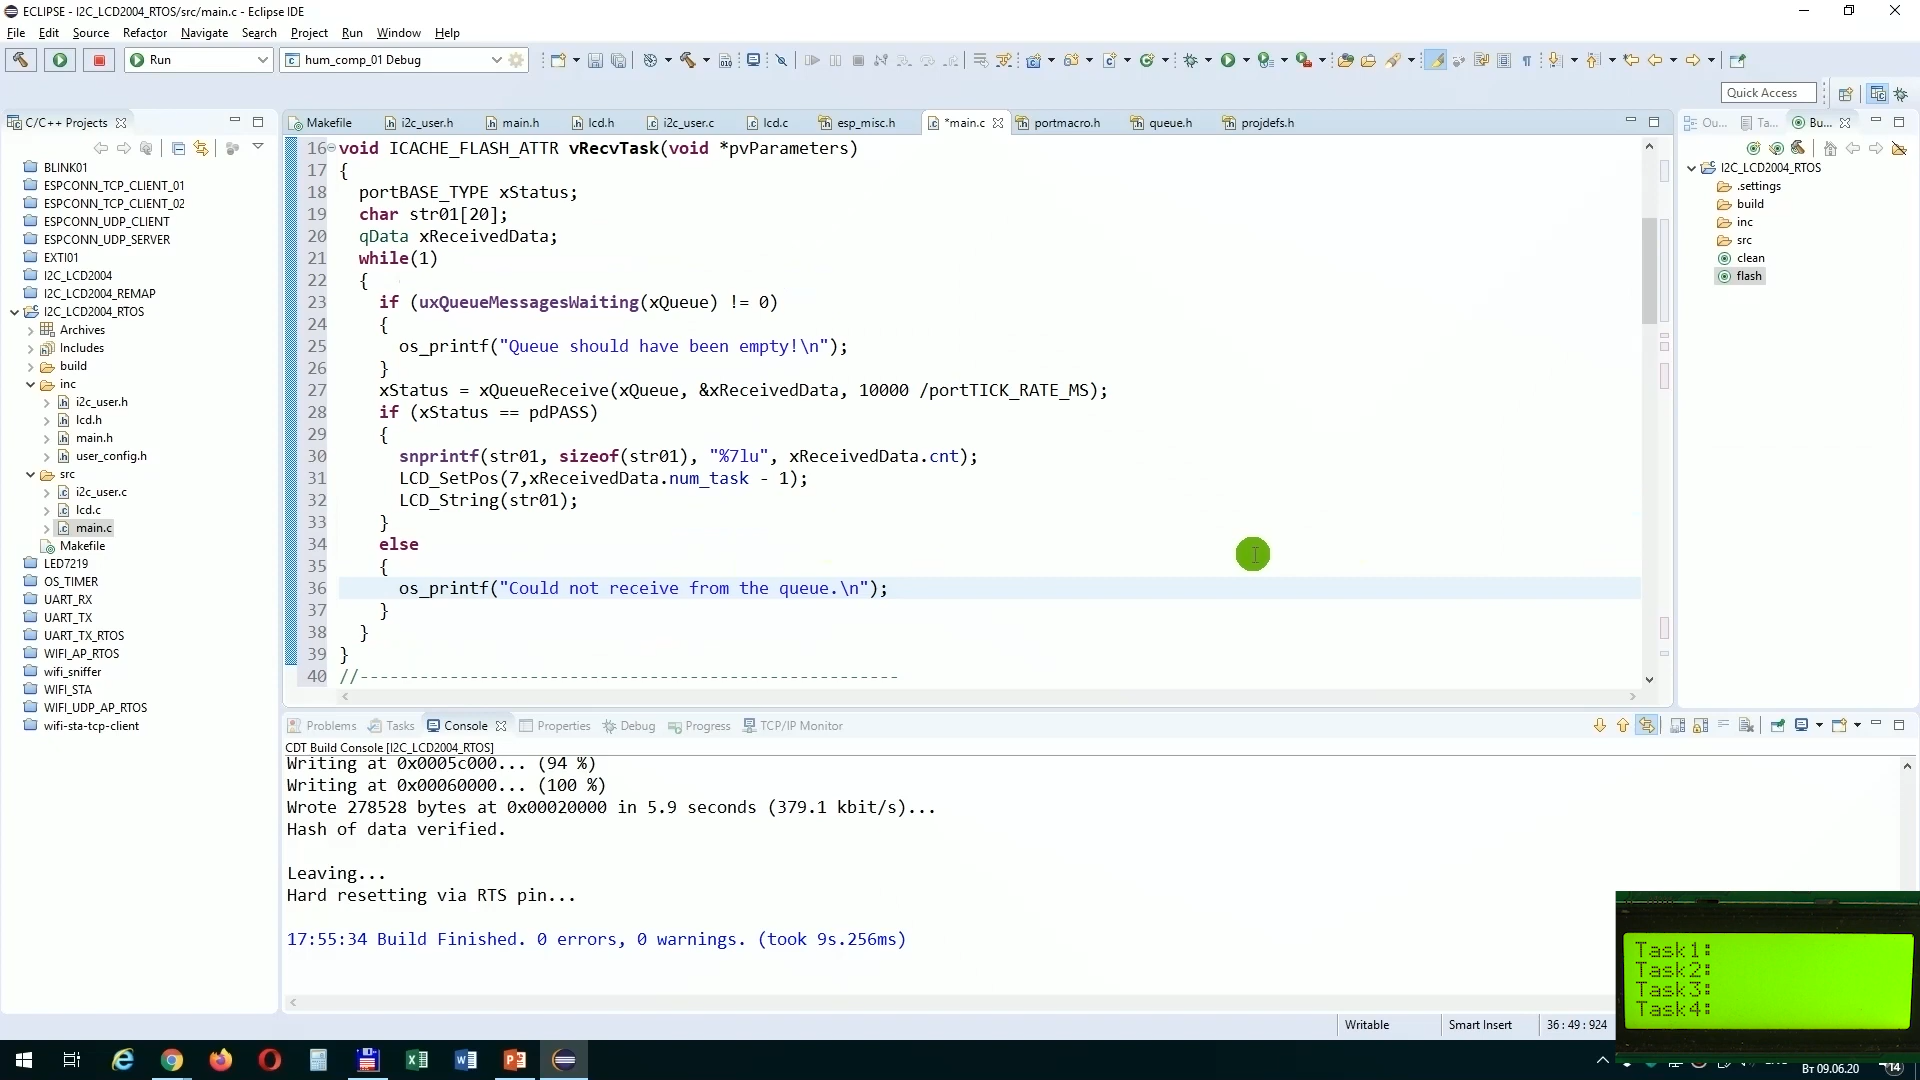 ECLIPSE - I2C_LCD2004_RTOS/src/main.c - Eclipse IDE
File Edit Source Refactor Navigate Search Project Run Window Help
Run
hum_comp_01 Debug
Quick Access
C/C++ Projects
BLINK01
ESPCONN_TCP_CLIENT_01
ESPCONN_TCP_CLIENT_02
ESPCONN_UDP_CLIENT
ESPCONN_UDP_SERVER
EXTI01
I2C_LCD2004
I2C_LCD2004_REMAP
I2C_LCD2004_RTOS
Archives
Includes
build
inc
i2c_user.h
lcd.h
main.h
user_config.h
src
i2c_user.c
lcd.c
main.c
Makefile
LED7219
OS_TIMER
UART_RX
UART_TX
UART_TX_RTOS
WIFI_AP_RTOS
wifi_sniffer
WIFI_STA
WIFI_UDP_AP_RTOS
wifi-sta-tcp-client
Makefile i2c_user.h main.h lcd.h i2c_user.c lcd.c esp_misc.h *main.c portmacro.h queue.h projdefs.h
16 void ICACHE_FLASH_ATTR vRecvTask(void *pvParameters)
17 {
18 portBASE_TYPE xStatus;
19 char str01[20];
20 qData xReceivedData;
21 while(1)
22 {
23 if (uxQueueMessagesWaiting(xQueue) != 0)
24 {
25 os_printf("Queue should have been empty!\n");
26 }
27 xStatus = xQueueReceive(xQueue, &xReceivedData, 10000 /portTICK_RATE_MS);
28 if (xStatus == pdPASS)
29 {
30 snprintf(str01, sizeof(str01), "%7lu", xReceivedData.cnt);
31 LCD_SetPos(7,xReceivedData.num_task - 1);
32 LCD_String(str01);
33 }
34 else
35 {
36 os_printf("Could not receive from the queue.\n");
37 }
38 }
39 }
40 //------------------------------------------------------
Ou... Ta... Bu...
I2C_LCD2004_RTOS
.settings
build
inc
src
clean
flash
Problems Tasks Console Properties Debug Progress TCP/IP Monitor
CDT Build Console [I2C_LCD2004_RTOS]
Writing at 0x0005c000... (94 %)
Writing at 0x00060000... (100 %)
Wrote 278528 bytes at 0x00020000 in 5.9 seconds (379.1 kbit/s)...
Hash of data verified.
Leaving...
Hard resetting via RTS pin...
17:55:34 Build Finished. 0 errors, 0 warnings. (took 9s.256ms)
Writable Smart Insert 36 : 49 : 924
Task1:
Task2:
Task3:
Task4:
Вт 09.06.20
14